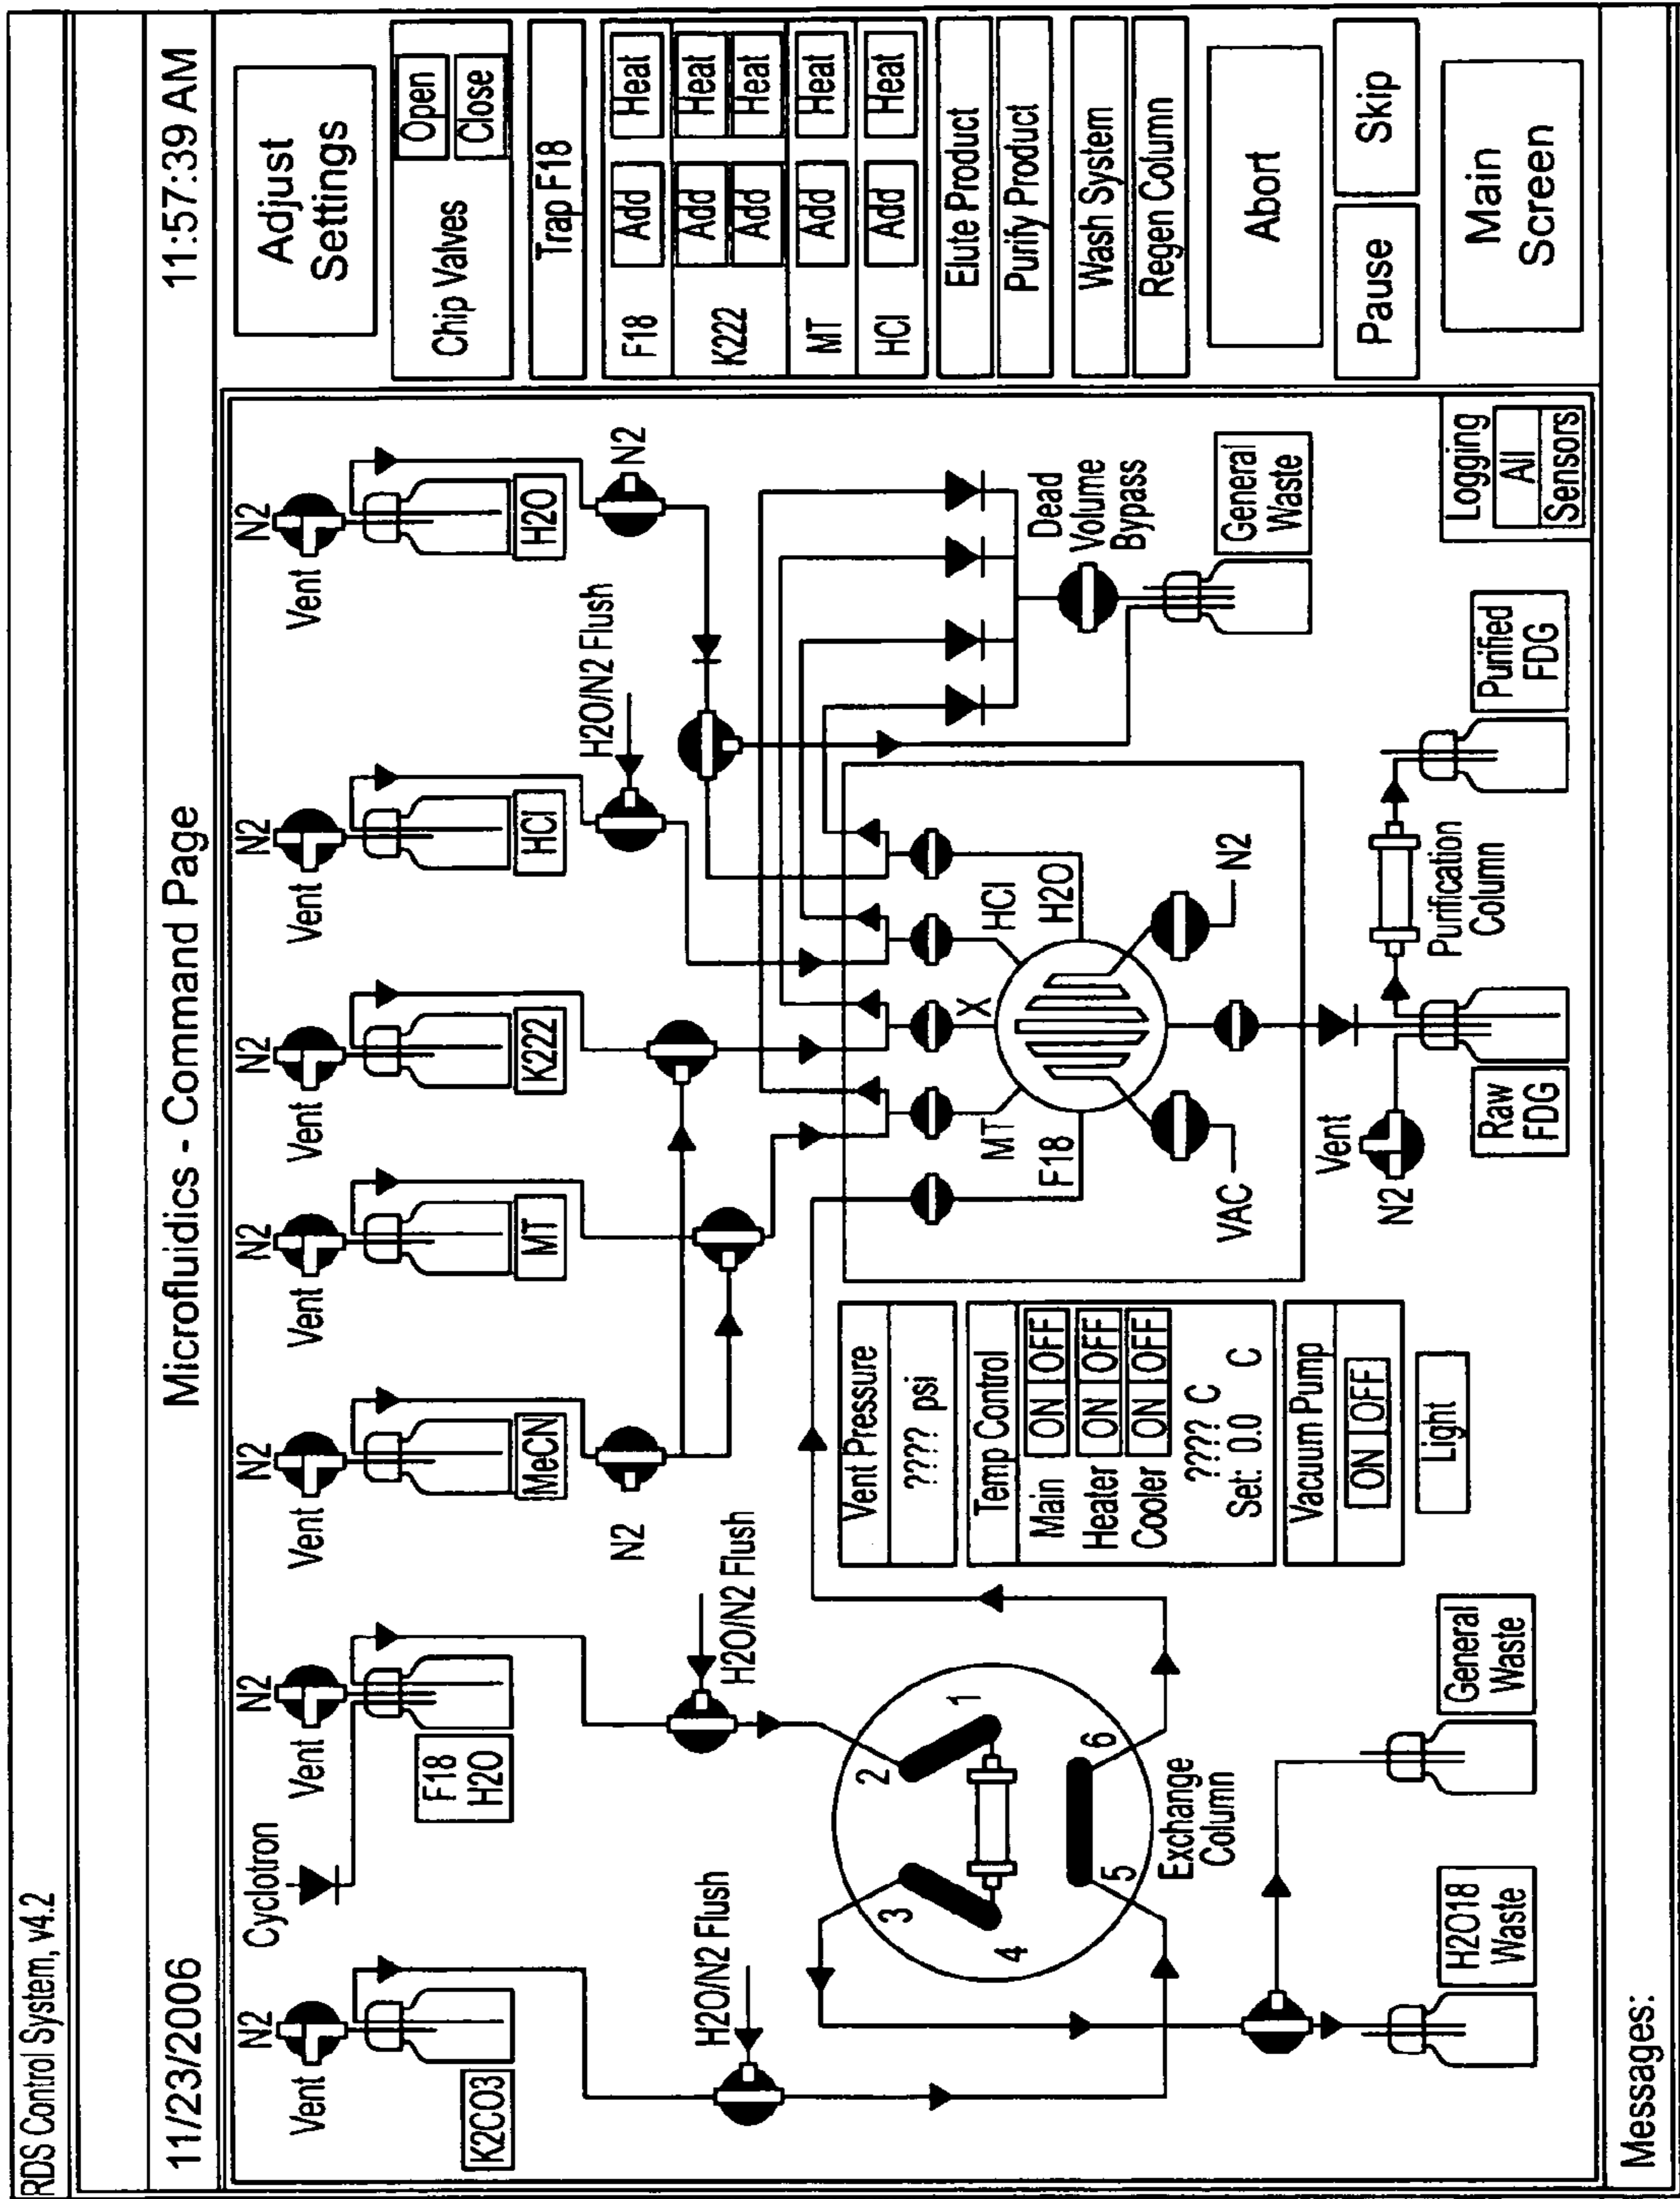 RDS Control System, v4.2
11/23/2006
Microfluidics - Command Page
11:57:39 AM
N2
Vent
K2CO3
Cyclotron
N2
Vent
F18
H2O
N2
Vent
MeCN
N2
Vent
MT
N2
Vent
K222
N2
Vent
HCl
N2
Vent
H2O
H2O/N2 Flush
H2O/N2 Flush
N2
H2O/N2 Flush
N2
1
2
3
4
5
6
Exchange
Column
H2O18
Waste
General
Waste
Vent Pressure
???? psi
Temp Control
Main ON OFF
Heater ON OFF
Cooler ON OFF
???? C
Set: 0.0 C
Vacuum Pump
ON OFF
Light
F18
MT
X
HCl
H2O
VAC
N2
Vent
N2
Raw
FDG
Purification
Column
Purified
FDG
Dead
Volume
Bypass
General
Waste
Logging
All
Sensors
Adjust
Settings
Chip Valves
Open
Close
Trap F18
F18 Add Heat
K222 Add Heat
Add Heat
MT Add Heat
HCl Add Heat
Elute Product
Purify Product
Wash System
Regen Column
Abort
Pause Skip
Main
Screen
Messages: